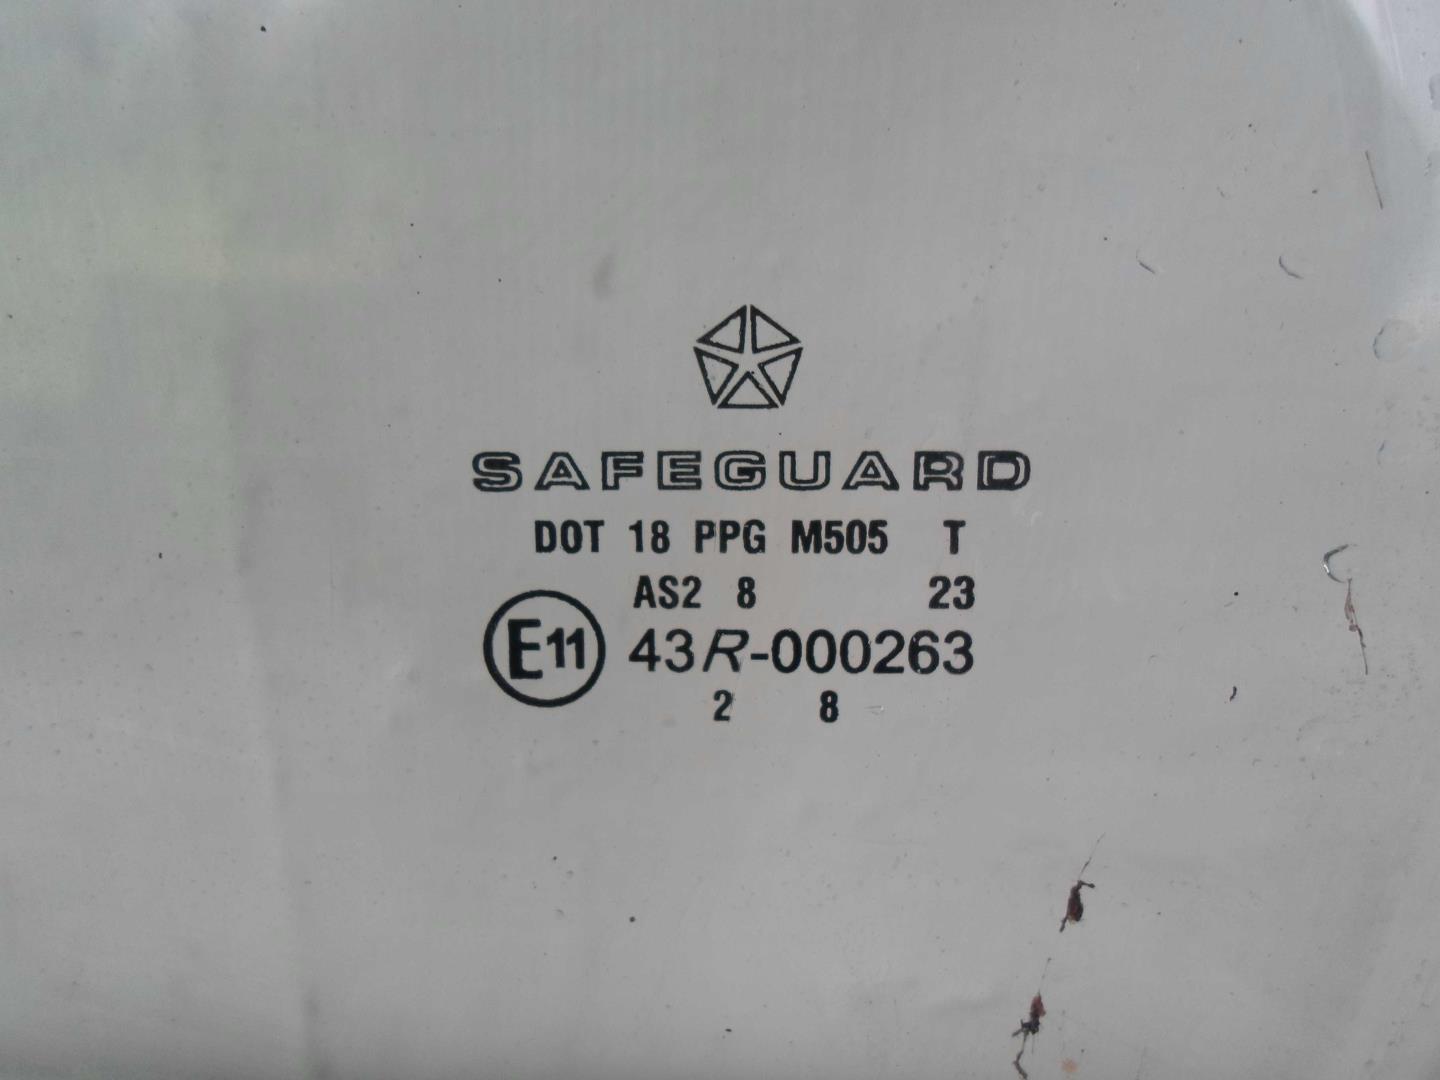 SAFEGUARD
DOT 18 PPG M505 T
AS2 8 23
E11 43R-000263
2 8